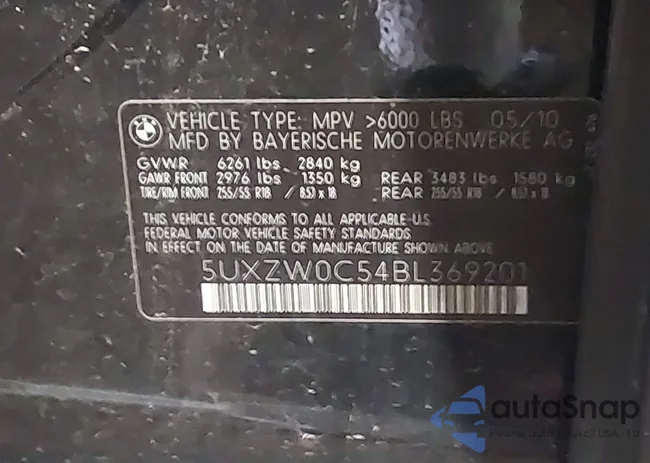 VEHICLE TYPE: MPV >6000 LBS 05/10
MFD BY BAYERISCHE MOTORENWERKE AG
GVWR 6261 lbs 2840 kg
GAWR FRONT 2976 lbs 1350 kg REAR 3483 lbs 1580 kg
TIRE/RIM FRONT 255/55 R18 / 8.5J x 18 REAR 255/55 R18 / 8.5J x 18
THIS VEHICLE CONFORMS TO ALL APPLICABLE U.S.
FEDERAL MOTOR VEHICLE SAFETY STANDARDS
IN EFFECT ON DATE OF MANUFACTURE SHOWN ABOVE
5UXZW0C54BL369201
autoSnap